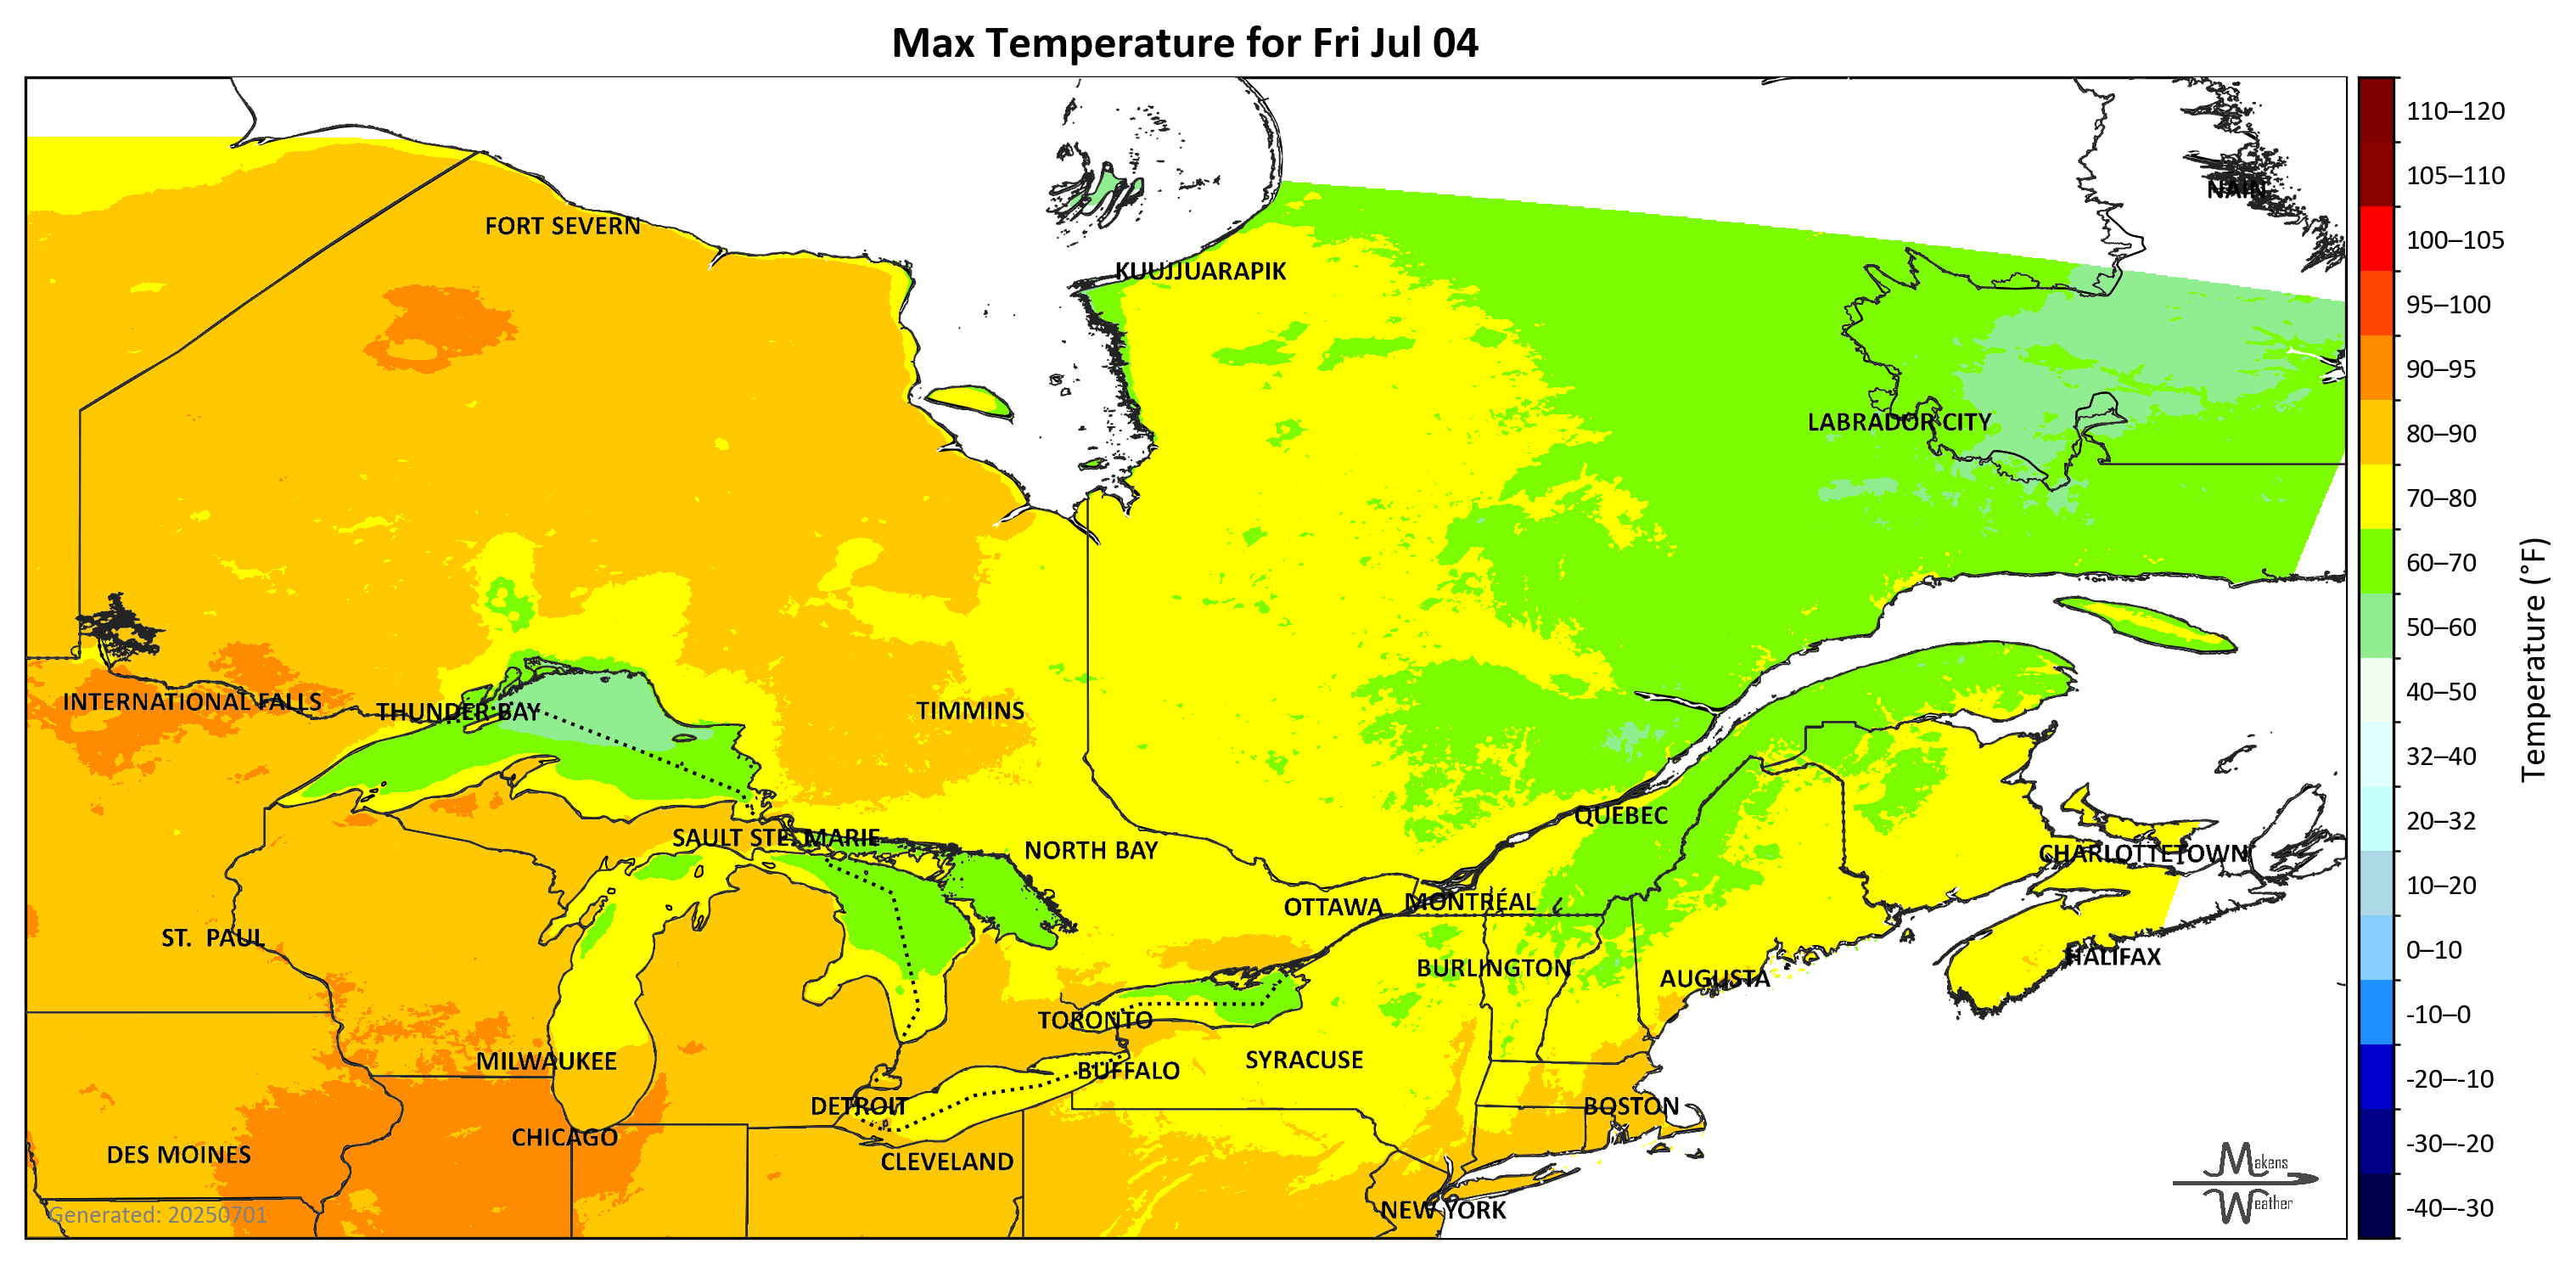 Max Temperature for Fri Jul 04
NAIN
FORT SEVERN
KUUJJUARAPIK
LABRADOR CITY
INTERNATIONAL FALLS
THUNDER BAY
TIMMINS
QUÉBEC
SAULT STE. MARIE
NORTH BAY
CHARLOTTETOWN
OTTAWA
MONTRÉAL
ST. PAUL
HALIFAX
BURLINGTON
AUGUSTA
TORONTO
MILWAUKEE
SYRACUSE
BUFFALO
DETROIT
BOSTON
CHICAGO
DES MOINES
CLEVELAND
NEW YORK
Generated: 20250701
Makens
Weather
110–120
105–110
100–105
95–100
90–95
80–90
70–80
60–70
50–60
40–50
32–40
20–32
10–20
0–10
-10–0
-20–-10
-30–-20
-40–-30
Temperature (°F)